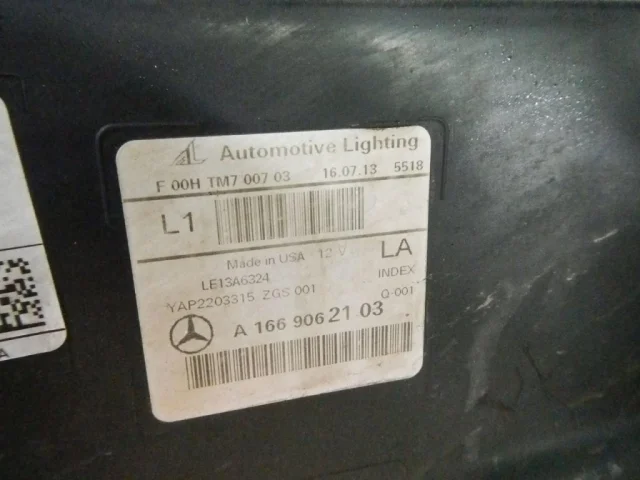 AL Automotive Lighting
F 00H TM7 007 03 16.07.13 5518
L1
Made in USA 12 V LA
LE13A6324 INDEX
YAP2203315 ZGS 001 Q-001
A 166 906 21 03
A